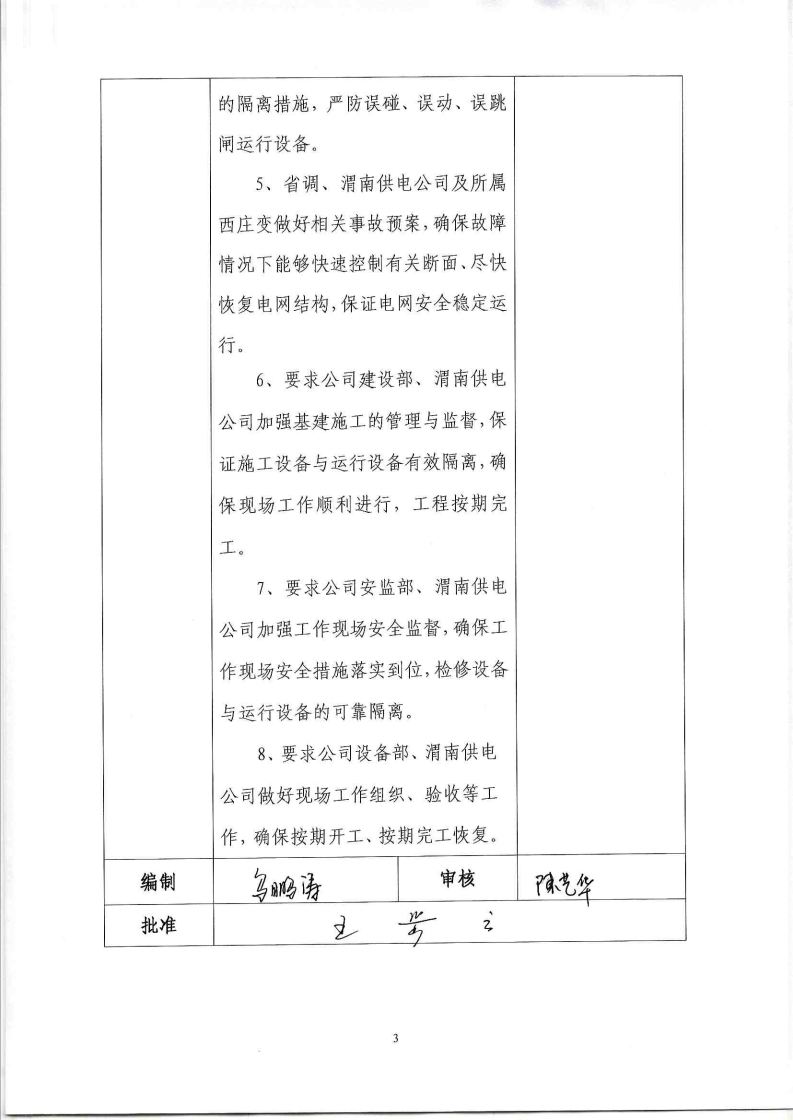 的隔离措施，严防误碰、误动、误跳
闸运行设备。
5、省调、渭南供电公司及所属
西庄变做好相关事故预案，确保故障
情况下能够快速控制有关断面、尽快
恢复电网结构，保证电网安全稳定运
行。
6、要求公司建设部、渭南供电
公司加强基建施工的管理与监督，保
证施工设备与运行设备有效隔离，确
保现场工作顺利进行，工程按期完
工。
7、要求公司安监部、渭南供电
公司加强工作现场安全监督，确保工
作现场安全措施落实到位，检修设备
与运行设备的可靠隔离。
8、要求公司设备部、渭南供电
公司做好现场工作组织、验收等工
作，确保按期开工、按期完工恢复。
编制 鹏涛 审核
批准
3